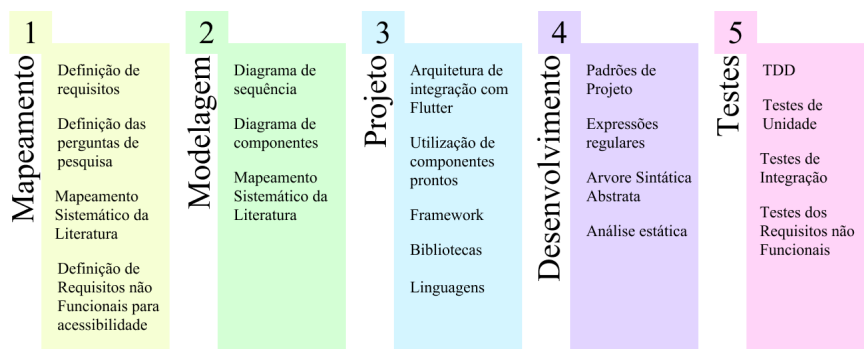 1
Mapeamento
Definição de
requisitos
Definição das
perguntas de
pesquisa
Mapeamento
Sistemático da
Literatura
Definição de
Requisitos não
Funcionais para
acessibilidade
2
Modelagem
Diagrama de
sequência
Diagrama de
componentes
Mapeamento
Sistemático da
Literatura
3
Projeto
Arquitetura de
integração com
Flutter
Utilização de
componentes
prontos
Framework
Bibliotecas
Linguagens
4
Desenvolvimento
Padrões de
Projeto
Expressões
regulares
Arvore Sintática
Abstrata
Análise estática
5
Testes
TDD
Testes de
Unidade
Testes de
Integração
Testes dos
Requisitos não
Funcionais